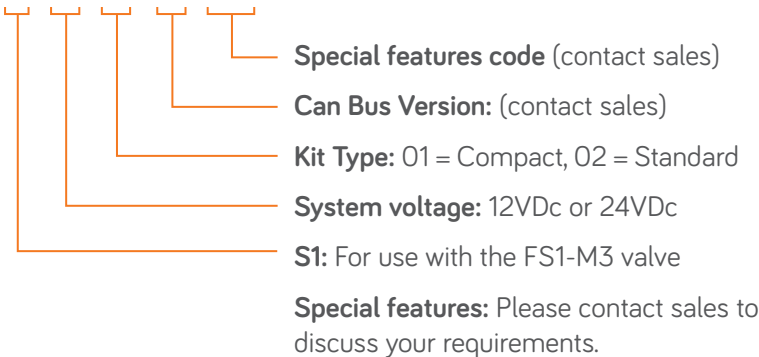 Special features code (contact sales)
Can Bus Version: (contact sales)
Kit Type: 01 = Compact, 02 = Standard
System voltage: 12VDc or 24VDc
S1: For use with the FS1-M3 valve
Special features: Please contact sales to
discuss your requirements.